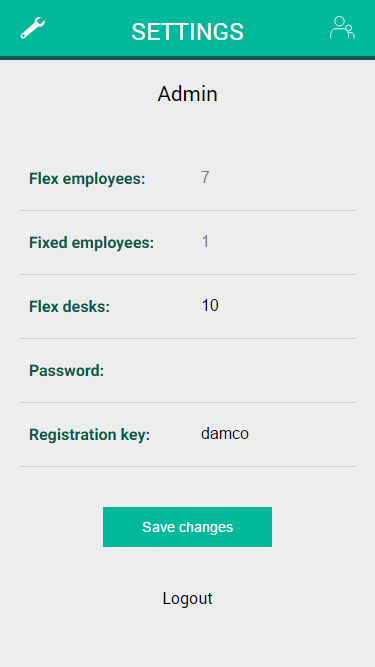 SETTINGS
Admin
Flex employees: 7
Fixed employees: 1
Flex desks: 10
Password:
Registration key: damco
Save changes
Logout